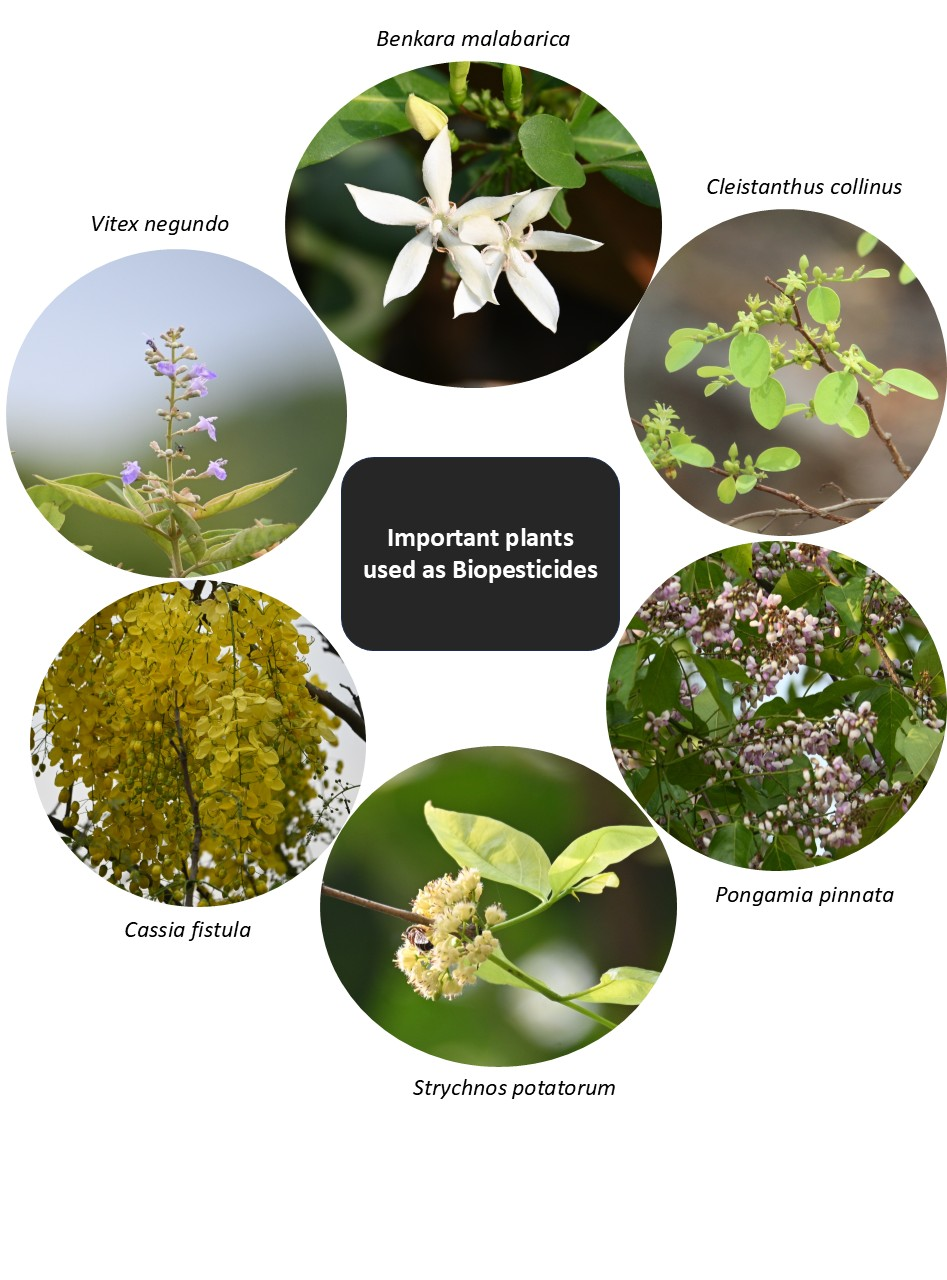 Benkara malabarica
Cleistanthus collinus
Vitex negundo
Important plants
used as Biopesticides
Pongamia pinnata
Cassia fistula
Strychnos potatorum